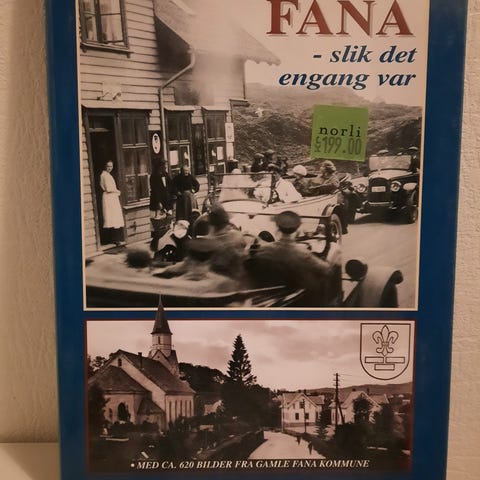 FANA
- slik det
engang var
norli
199.00
• MED CA. 620 BILDER FRA GAMLE FANA KOMMUNE